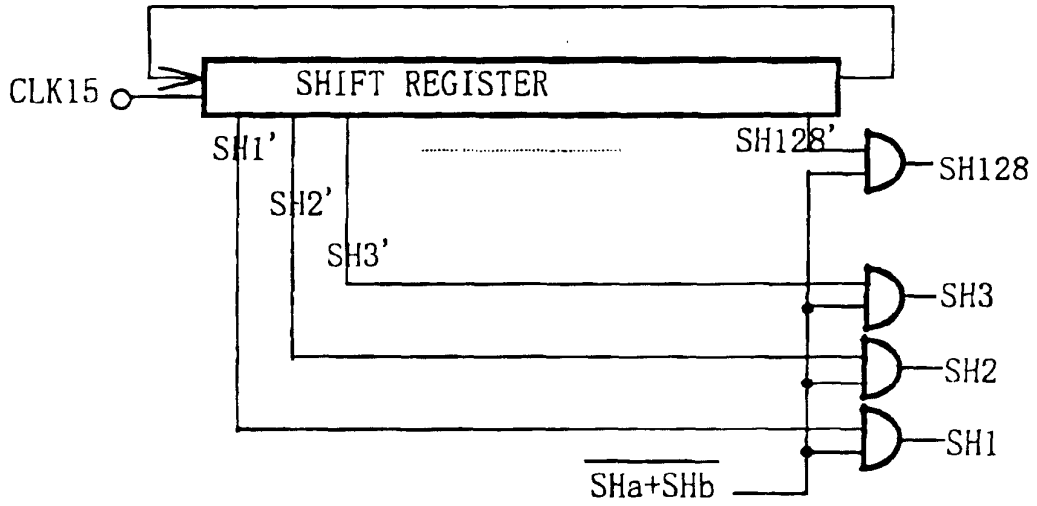 SHIFT REGISTER
CLK15
SH1'
SH128'
SH128
SH2'
SH3'
SH3
SH2
SH1
SHa+SHb